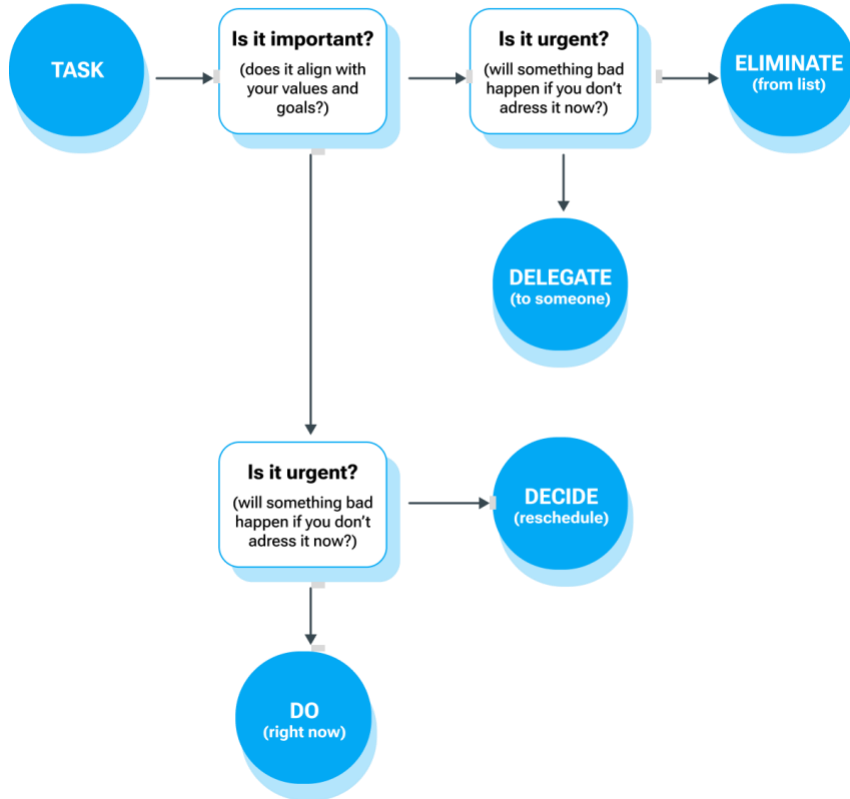 TASK
Is it important?
(does it align with
your values and
goals?)
Is it urgent?
(will something bad
happen if you don't
adress it now?)
ELIMINATE
(from list)
DELEGATE
(to someone)
Is it urgent?
(will something bad
happen if you don't
adress it now?)
DECIDE
(reschedule)
DO
(right now)